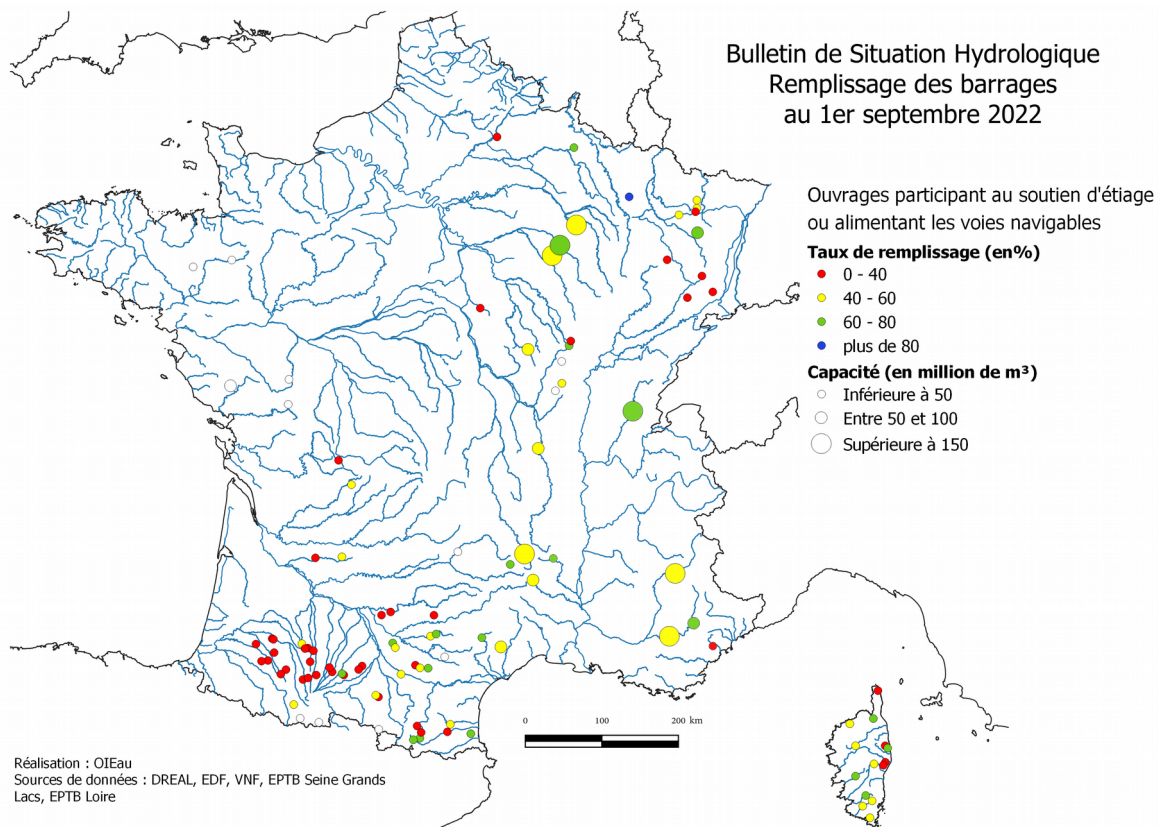 Bulletin de Situation Hydrologique
Remplissage des barrages
au 1er septembre 2022
Ouvrages participant au soutien d'étiage
ou alimentant les voies navigables
Taux de remplissage (en%)
0 - 40
40 - 60
60 - 80
plus de 80
Capacité (en million de m³)
Inférieure à 50
Entre 50 et 100
Supérieure à 150
0 100 200 km
Réalisation : OIEau
Sources de données : DREAL, EDF, VNF, EPTB Seine Grands
Lacs, EPTB Loire